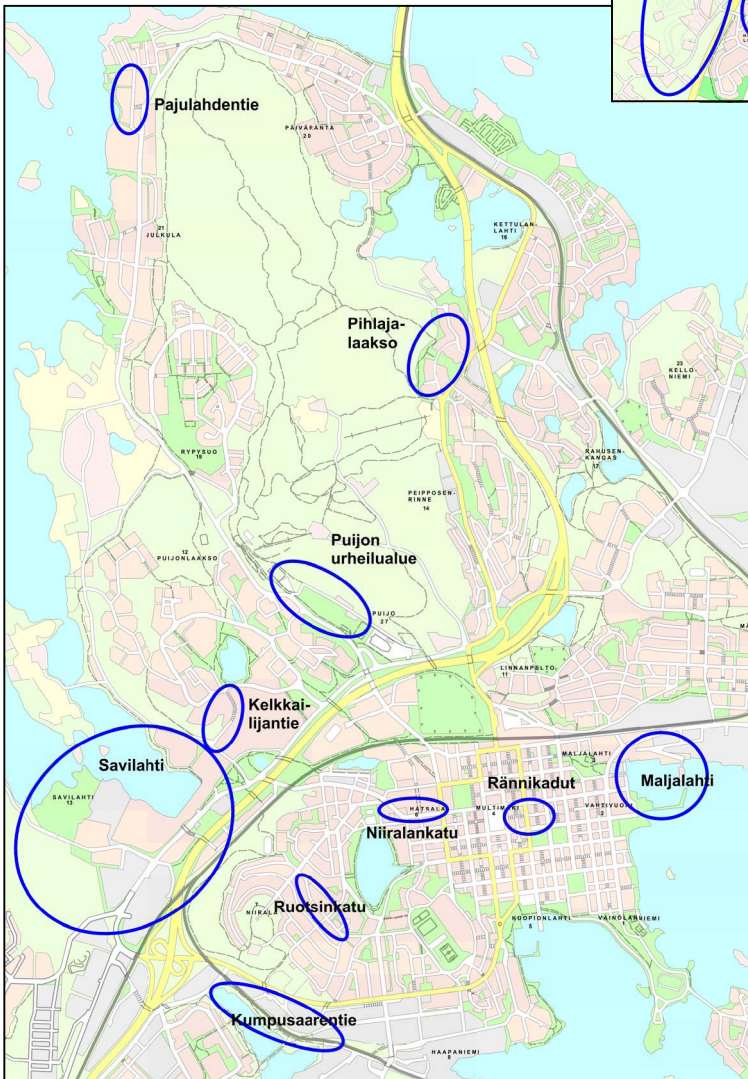 Pajulahdentie
PÄIVÄRANTA
20
KETTULAN-
LAHTI
16
21
JULKULA
Pihlaja-
laakso
23
KELLO-
NIEMI
RYPYSUO
19
RAHUSEN-
KANGAS
17
PEIPPOSEN-
RINNE
14
12
PUIJONLAAKSO
Puijon
urheilualue
PUIJO
27
LINNANPELTO
11
Kelkkai-
lijantie
Savilahti
SAVILAHTI
13
MALJALAHTI
3
Rännikadut
Maljalahti
HATSALA
6
MULTIMÄKI
4
VAHTIVUORI
2
Niiralankatu
Ruotsinkatu
7
NIIRALA
KUOPIONLAHTI
5
VÄINÖLÄNNIEMI
1
Kumpusaarentie
HAAPANIEMI
8